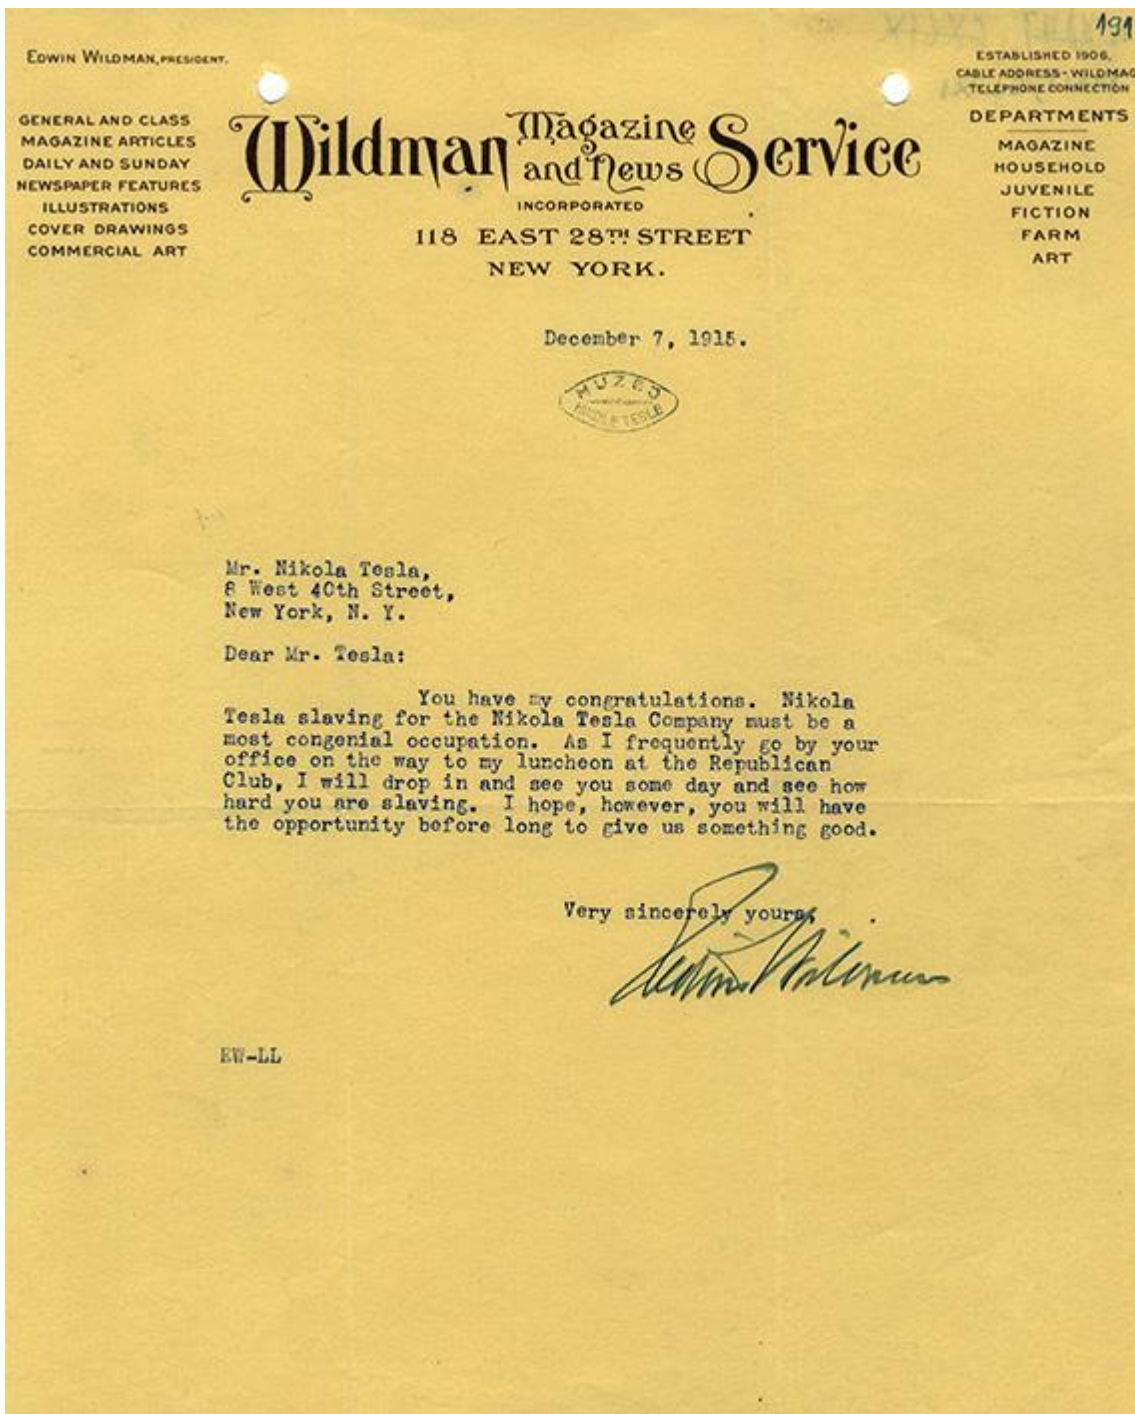 191
EDWIN WILDMAN, PRESIDENT.
GENERAL AND CLASS
MAGAZINE ARTICLES
DAILY AND SUNDAY
NEWSPAPER FEATURES
ILLUSTRATIONS
COVER DRAWINGS
COMMERCIAL ART
Wildman Magazine and News Service
INCORPORATED
118 EAST 28TH STREET
NEW YORK.
ESTABLISHED 1906.
CABLE ADDRESS - WILDMAG
TELEPHONE CONNECTION
DEPARTMENTS
MAGAZINE
HOUSEHOLD
JUVENILE
FICTION
FARM
ART
December 7, 1915.
MUZEJ
NIKOLE TESLE
Mr. Nikola Tesla,
8 West 40th Street,
New York, N. Y.
Dear Mr. Tesla:
You have my congratulations. Nikola
Tesla slaving for the Nikola Tesla Company must be a
most congenial occupation. As I frequently go by your
office on the way to my luncheon at the Republican
Club, I will drop in and see you some day and see how
hard you are slaving. I hope, however, you will have
the opportunity before long to give us something good.
Very sincerely yours,
Edwin Wildman
EW-LL